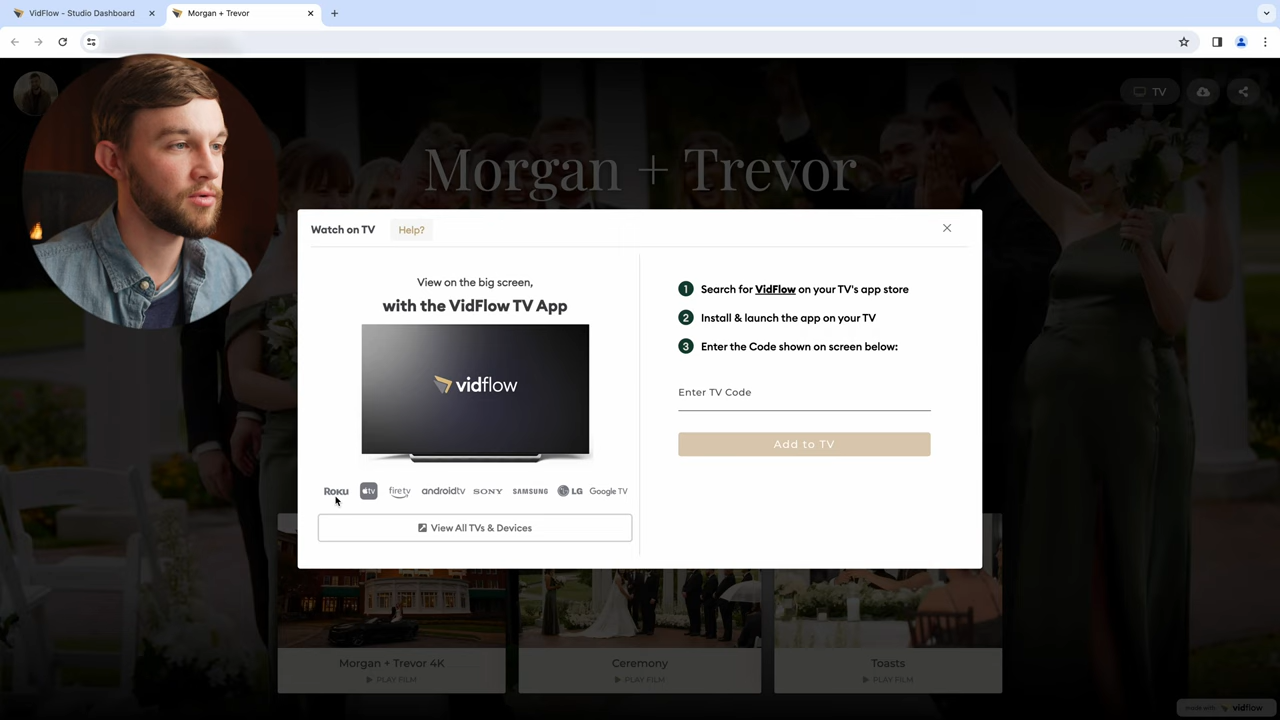 VidFlow - Studio Dashboard
Morgan + Trevor
TV
Morgan + Trevor
Watch on TV
Help?
View on the big screen,
with the VidFlow TV App
vidflow
Roku
tv
firetv
androidtv
SONY
SAMSUNG
LG
Google TV
View All TVs & Devices
1 Search for VidFlow on your TV's app store
2 Install & launch the app on your TV
3 Enter the Code shown on screen below:
Enter TV Code
Add to TV
Morgan + Trevor 4K
PLAY FILM
Ceremony
PLAY FILM
Toasts
PLAY FILM
made with vidflow